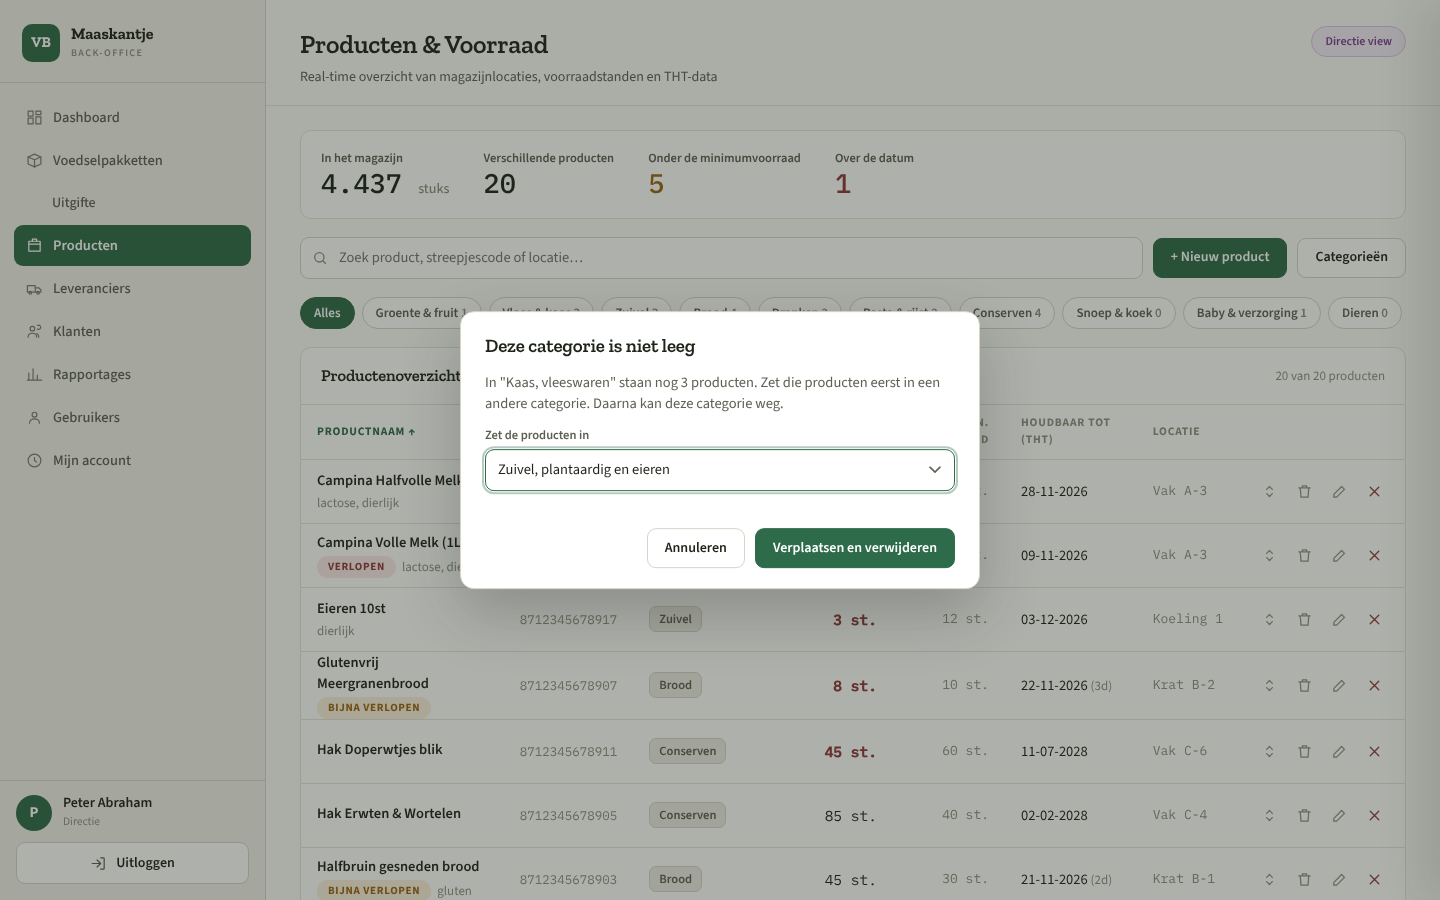 VB
Maaskantje
BACK-OFFICE
Dashboard
Voedselpakketten
Uitgifte
Producten
Leveranciers
Klanten
Rapportages
Gebruikers
Mijn account
P
Peter Abraham
Directie
Uitloggen
Producten & Voorraad
Real-time overzicht van magazijnlocaties, voorraadstanden en THT-data
Directie view
In het magazijn
4.437 stuks
Verschillende producten
20
Onder de minimumvoorraad
5
Over de datum
1
Zoek product, streepjescode of locatie…
+ Nieuw product
Categorieën
Alles
Groente & fruit
Conserven 4
Snoep & koek 0
Baby & verzorging 1
Dieren 0
Productenoverzicht
20 van 20 producten
PRODUCTNAAM ↑
HOUDBAAR TOT
(THT)
LOCATIE
Deze categorie is niet leeg
In "Kaas, vleeswaren" staan nog 3 producten. Zet die producten eerst in een
andere categorie. Daarna kan deze categorie weg.
Zet de producten in
Zuivel, plantaardig en eieren
Annuleren
Verplaatsen en verwijderen
Campina Halfvolle Melk
lactose, dierlijk
28-11-2026
Vak A-3
Campina Volle Melk (1L
VERLOPEN lactose,
09-11-2026
Vak A-3
Eieren 10st
dierlijk
8712345678917
Zuivel
3 st.
12 st.
03-12-2026
Koeling 1
Glutenvrij
Meergranenbrood
BIJNA VERLOPEN
8712345678907
Brood
8 st.
10 st.
22-11-2026 (3d)
Krat B-2
Hak Doperwtjes blik
8712345678911
Conserven
45 st.
60 st.
11-07-2028
Vak C-6
Hak Erwten & Wortelen
8712345678905
Conserven
85 st.
40 st.
02-02-2028
Vak C-4
Halfbruin gesneden brood
BIJNA VERLOPEN gluten
8712345678903
Brood
45 st.
30 st.
21-11-2026 (2d)
Krat B-1